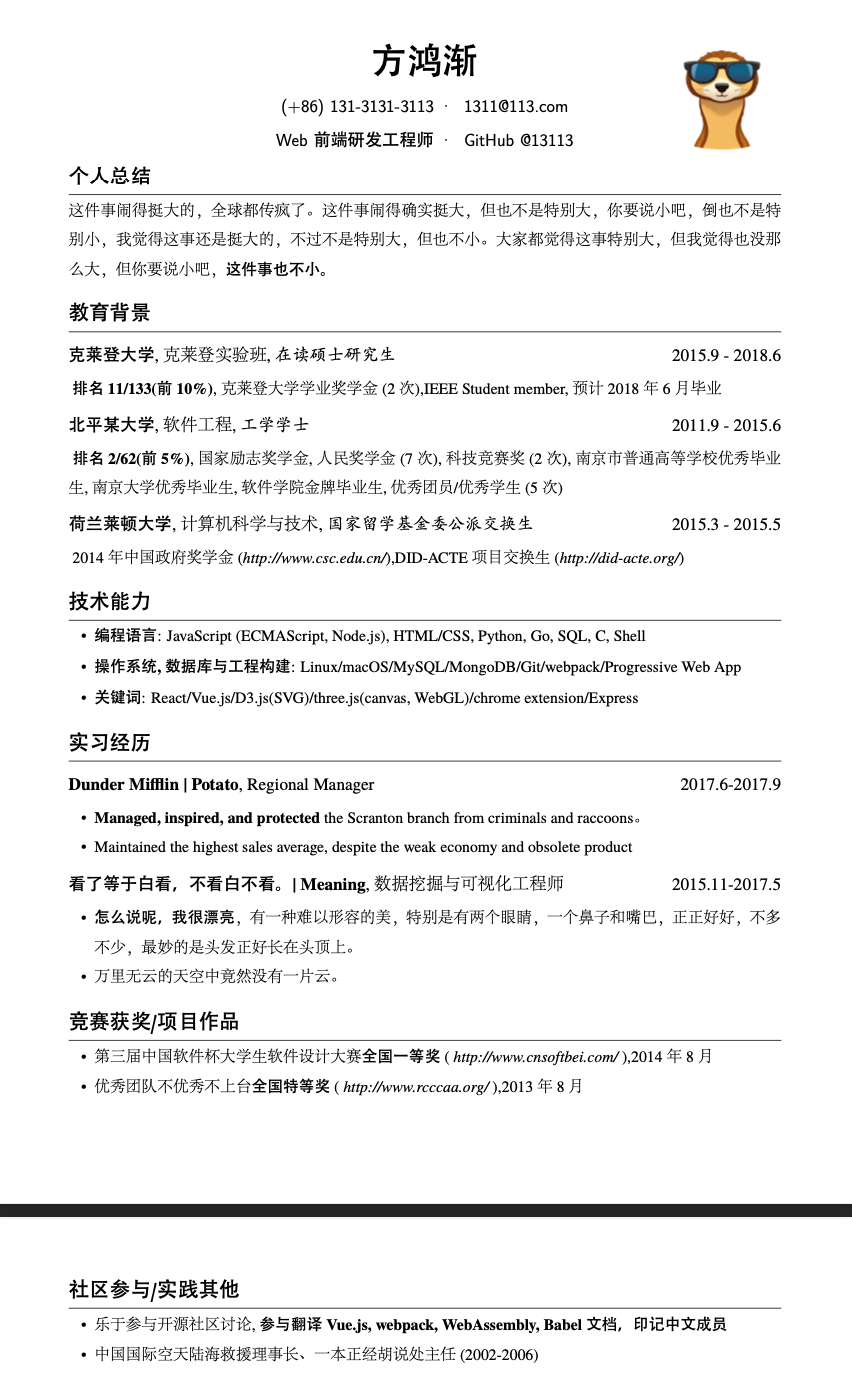 方鸿渐
(+86) 131-3131-3113 · 1311@113.com
Web 前端研发工程师 · GitHub @13113
个人总结
这件事闹得挺大的，全球都传疯了。这件事闹得确实挺大，但也不是特别大，你要说小吧，倒也不是特
别小，我觉得这事还是挺大的，不过不是特别大，但也不小。大家都觉得这事特别大，但我觉得也没那
么大，但你要说小吧，这件事也不小。
教育背景
克莱登大学, 克莱登实验班, 在读硕士研究生 2015.9 - 2018.6
排名 11/133(前 10%), 克莱登大学学业奖学金 (2 次),IEEE Student member, 预计 2018 年 6 月毕业
北平某大学, 软件工程, 工学学士 2011.9 - 2015.6
排名 2/62(前 5%), 国家励志奖学金, 人民奖学金 (7 次), 科技竞赛奖 (2 次), 南京市普通高等学校优秀毕业
生, 南京大学优秀毕业生, 软件学院金牌毕业生, 优秀团员/优秀学生 (5 次)
荷兰莱顿大学, 计算机科学与技术, 国家留学基金委公派交换生 2015.3 - 2015.5
2014 年中国政府奖学金 (http://www.csc.edu.cn/),DID-ACTE 项目交换生 (http://did-acte.org/)
技术能力
• 编程语言: JavaScript (ECMAScript, Node.js), HTML/CSS, Python, Go, SQL, C, Shell
• 操作系统, 数据库与工程构建: Linux/macOS/MySQL/MongoDB/Git/webpack/Progressive Web App
• 关键词: React/Vue.js/D3.js(SVG)/three.js(canvas, WebGL)/chrome extension/Express
实习经历
Dunder Mifflin | Potato, Regional Manager 2017.6-2017.9
• Managed, inspired, and protected the Scranton branch from criminals and raccoons。
• Maintained the highest sales average, despite the weak economy and obsolete product
看了等于白看，不看白不看。| Meaning, 数据挖掘与可视化工程师 2015.11-2017.5
• 怎么说呢，我很漂亮，有一种难以形容的美，特别是有两个眼睛，一个鼻子和嘴巴，正正好好，不多
不少，最妙的是头发正好长在头顶上。
• 万里无云的天空中竟然没有一片云。
竞赛获奖/项目作品
• 第三届中国软件杯大学生软件设计大赛全国一等奖 ( http://www.cnsoftbei.com/ ),2014 年 8 月
• 优秀团队不优秀不上台全国特等奖 ( http://www.rcccaa.org/ ),2013 年 8 月
社区参与/实践其他
• 乐于参与开源社区讨论, 参与翻译 Vue.js, webpack, WebAssembly, Babel 文档，印记中文成员
• 中国国际空天陆海救援理事长、一本正经胡说处主任 (2002-2006)